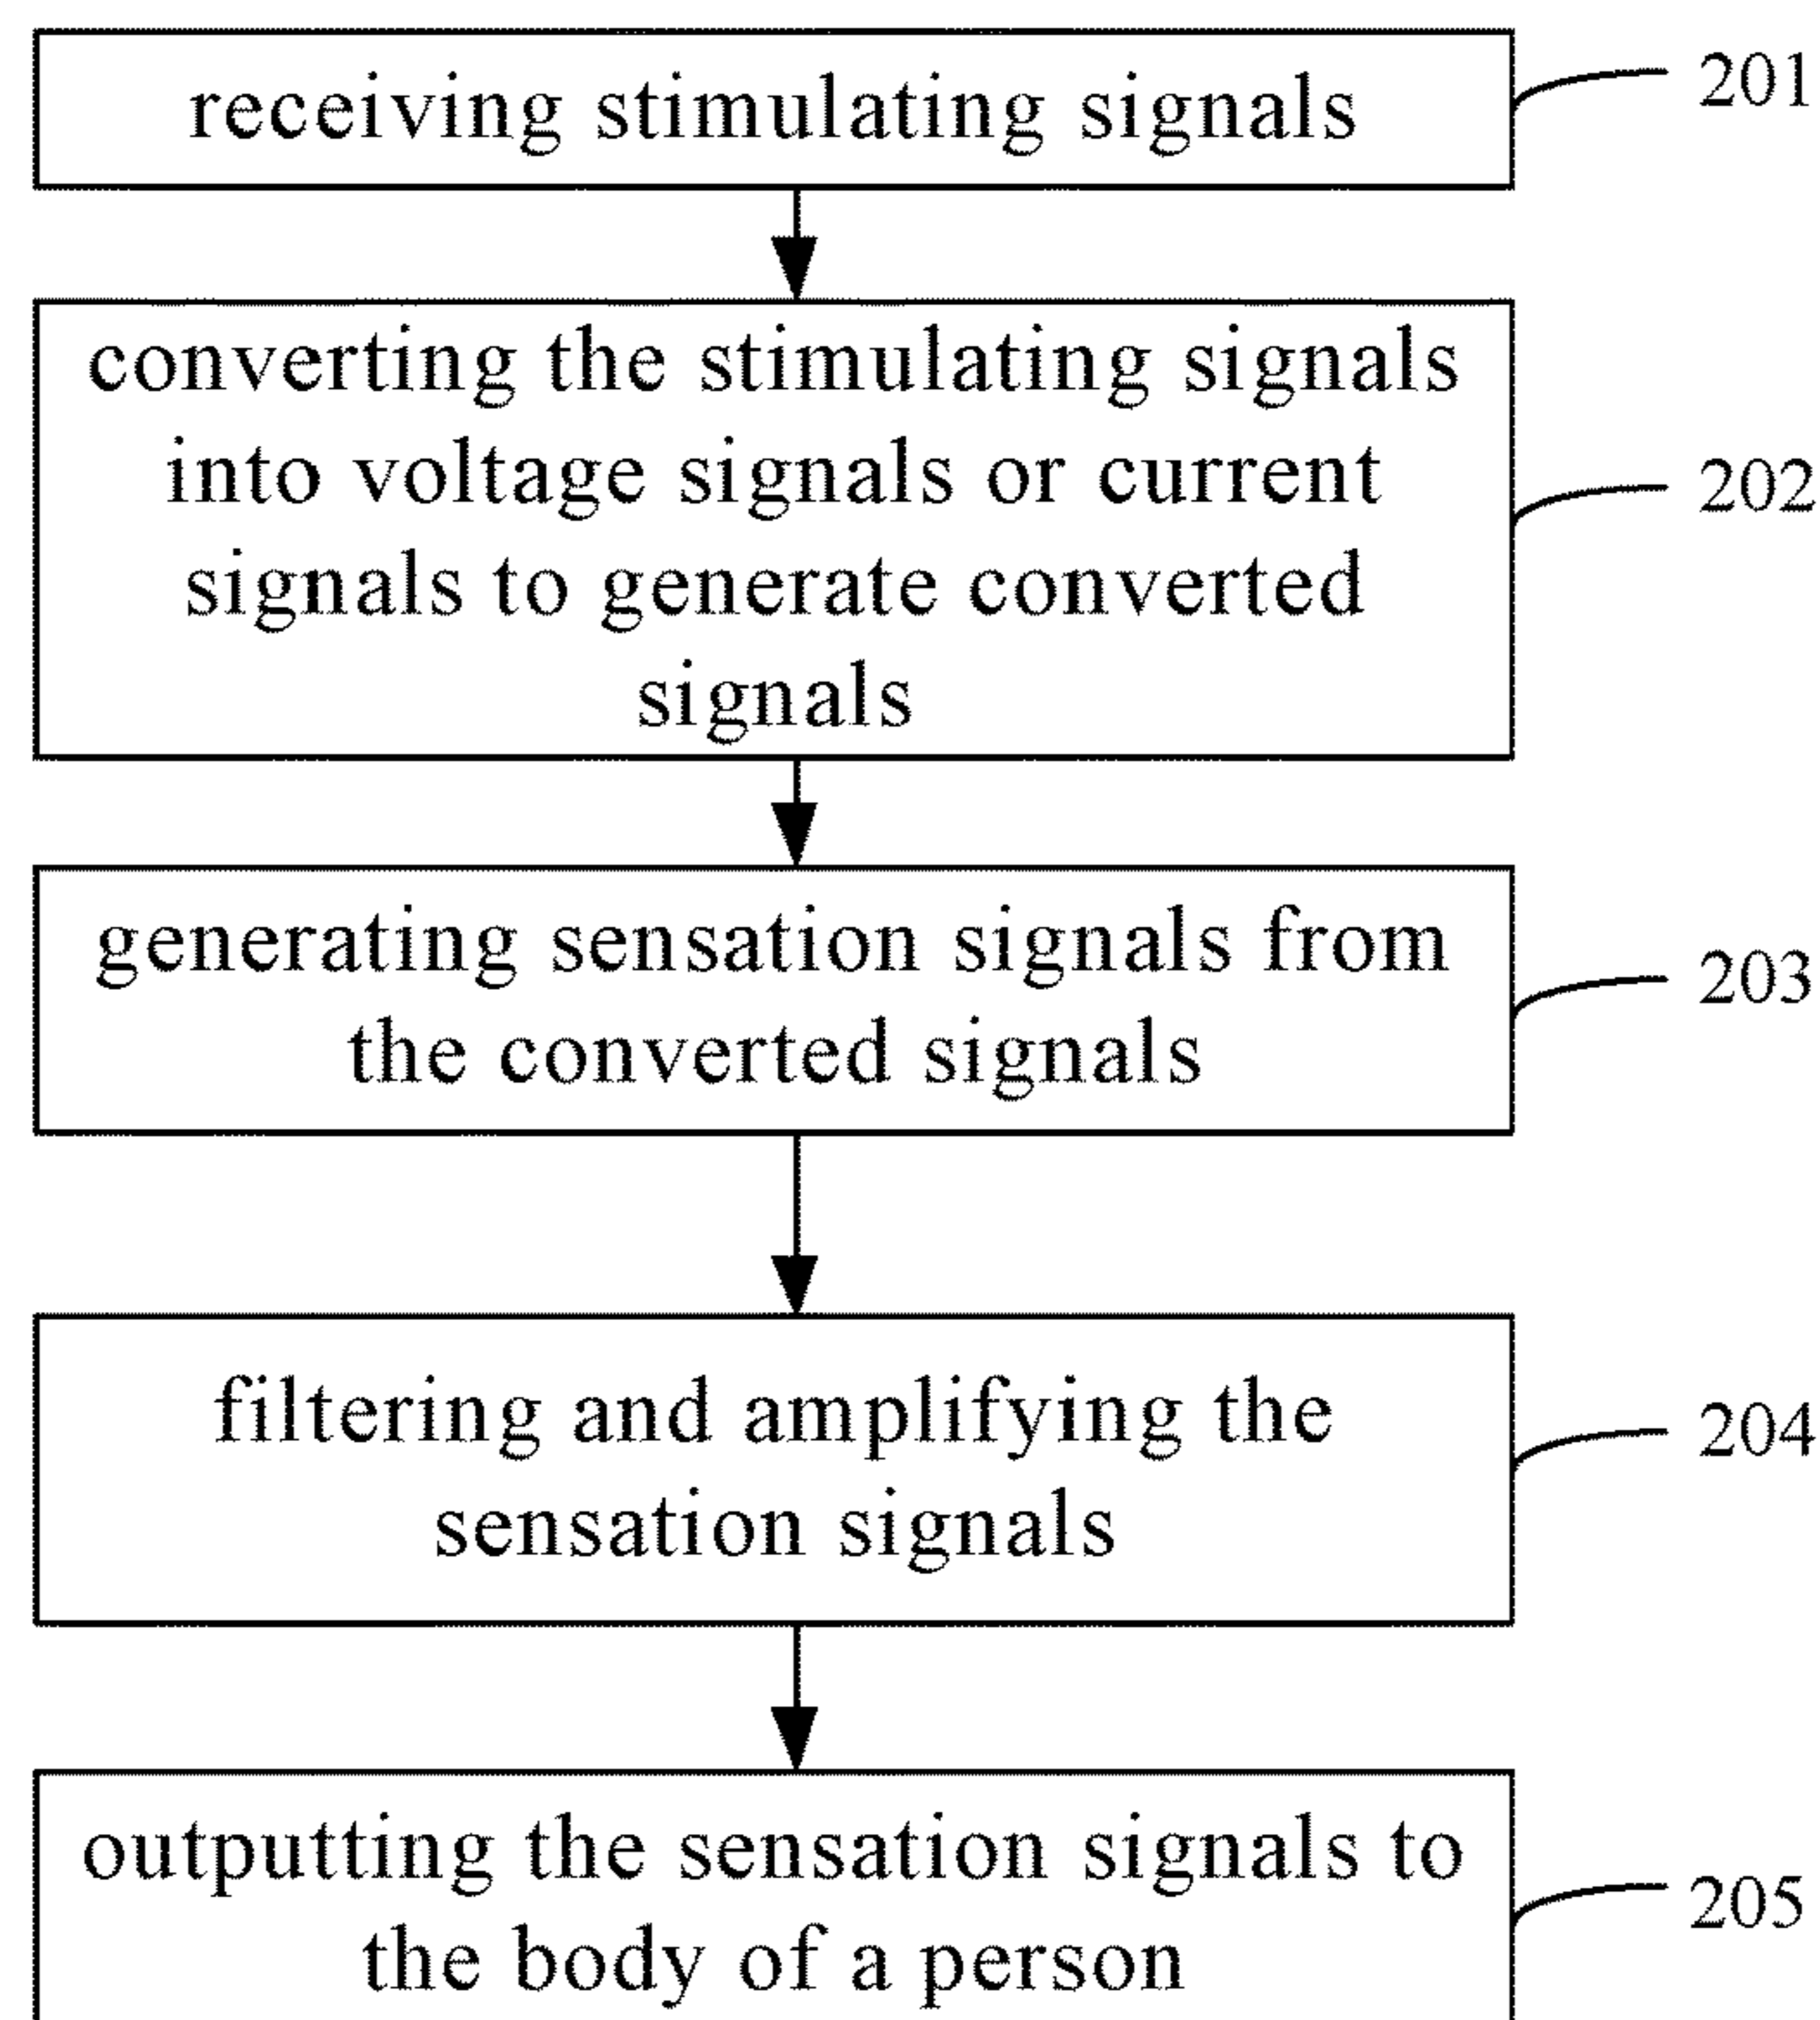 receiving stimulating signals
201
converting the stimulating signals
into voltage signals or current
signals to generate converted
signals
202
generating sensation signals from
the converted signals
203
filtering and amplifying the
sensation signals
204
outputting the sensation signals to
the body of a person
205